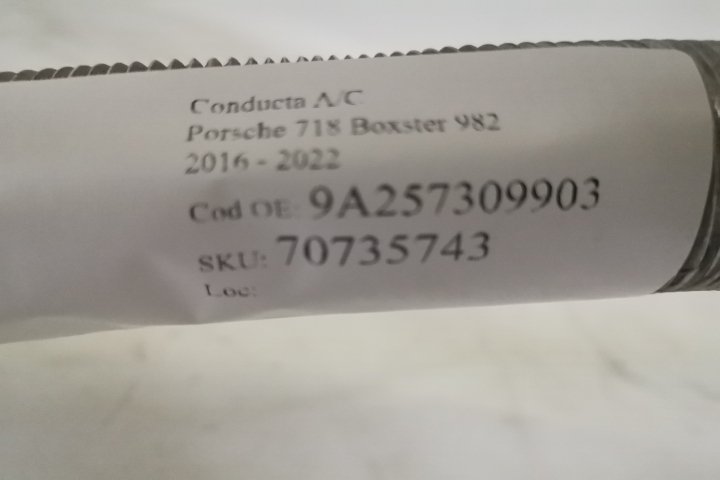 Conducta A/C
Porsche 718 Boxster 982
2016 - 2022
Cod OE: 9A257309903
SKU: 70735743
Loc: